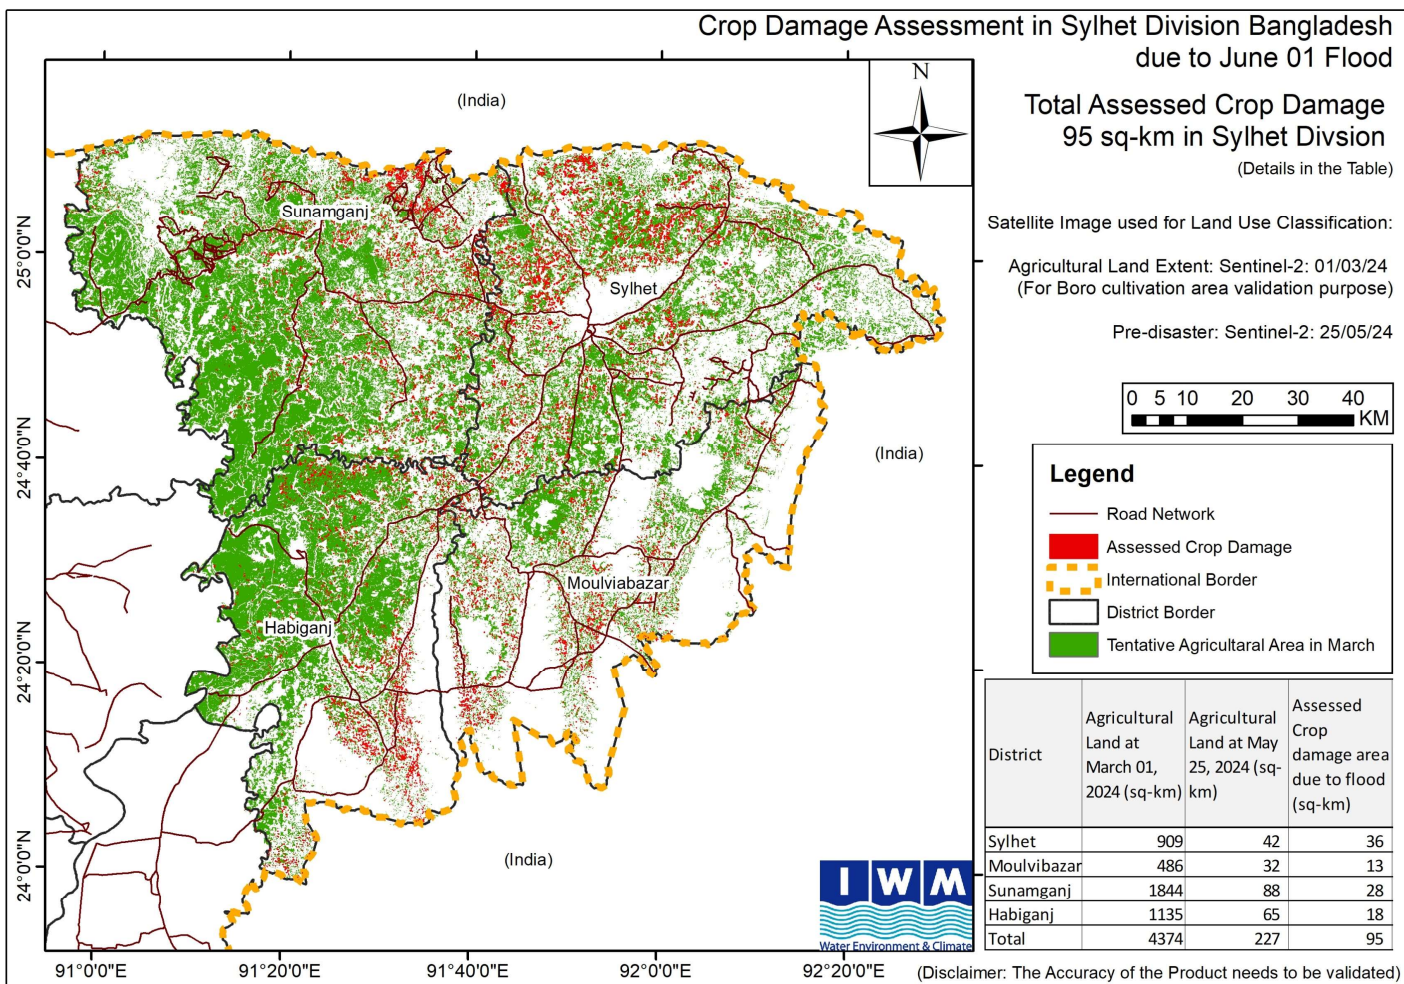 Crop Damage Assessment in Sylhet Division Bangladesh
due to June 01 Flood
Total Assessed Crop Damage
95 sq-km in Sylhet Divsion
(Details in the Table)
Satellite Image used for Land Use Classification:
Agricultural Land Extent: Sentinel-2: 01/03/24
(For Boro cultivation area validation purpose)
Pre-disaster: Sentinel-2: 25/05/24
0 5 10 20 30 40
KM
Legend
Road Network
Assessed Crop Damage
International Border
District Border
Tentative Agricultaral Area in March
District
Agricultural
Land at
March 01,
2024 (sq-km)
Agricultural
Land at May
25, 2024 (sq-
km)
Assessed
Crop
damage area
due to flood
(sq-km)
Sylhet 909 42 36
Moulvibazar 486 32 13
Sunamganj 1844 88 28
Habiganj 1135 65 18
Total 4374 227 95
(Disclaimer: The Accuracy of the Product needs to be validated)
N
(India)
Sunamganj
Sylhet
(India)
Moulviabazar
Habiganj
(India)
IWM
Water Environment & Climate
25°0'0"N
24°40'0"N
24°20'0"N
24°0'0"N
91°0'0"E
91°20'0"E
91°40'0"E
92°0'0"E
92°20'0"E